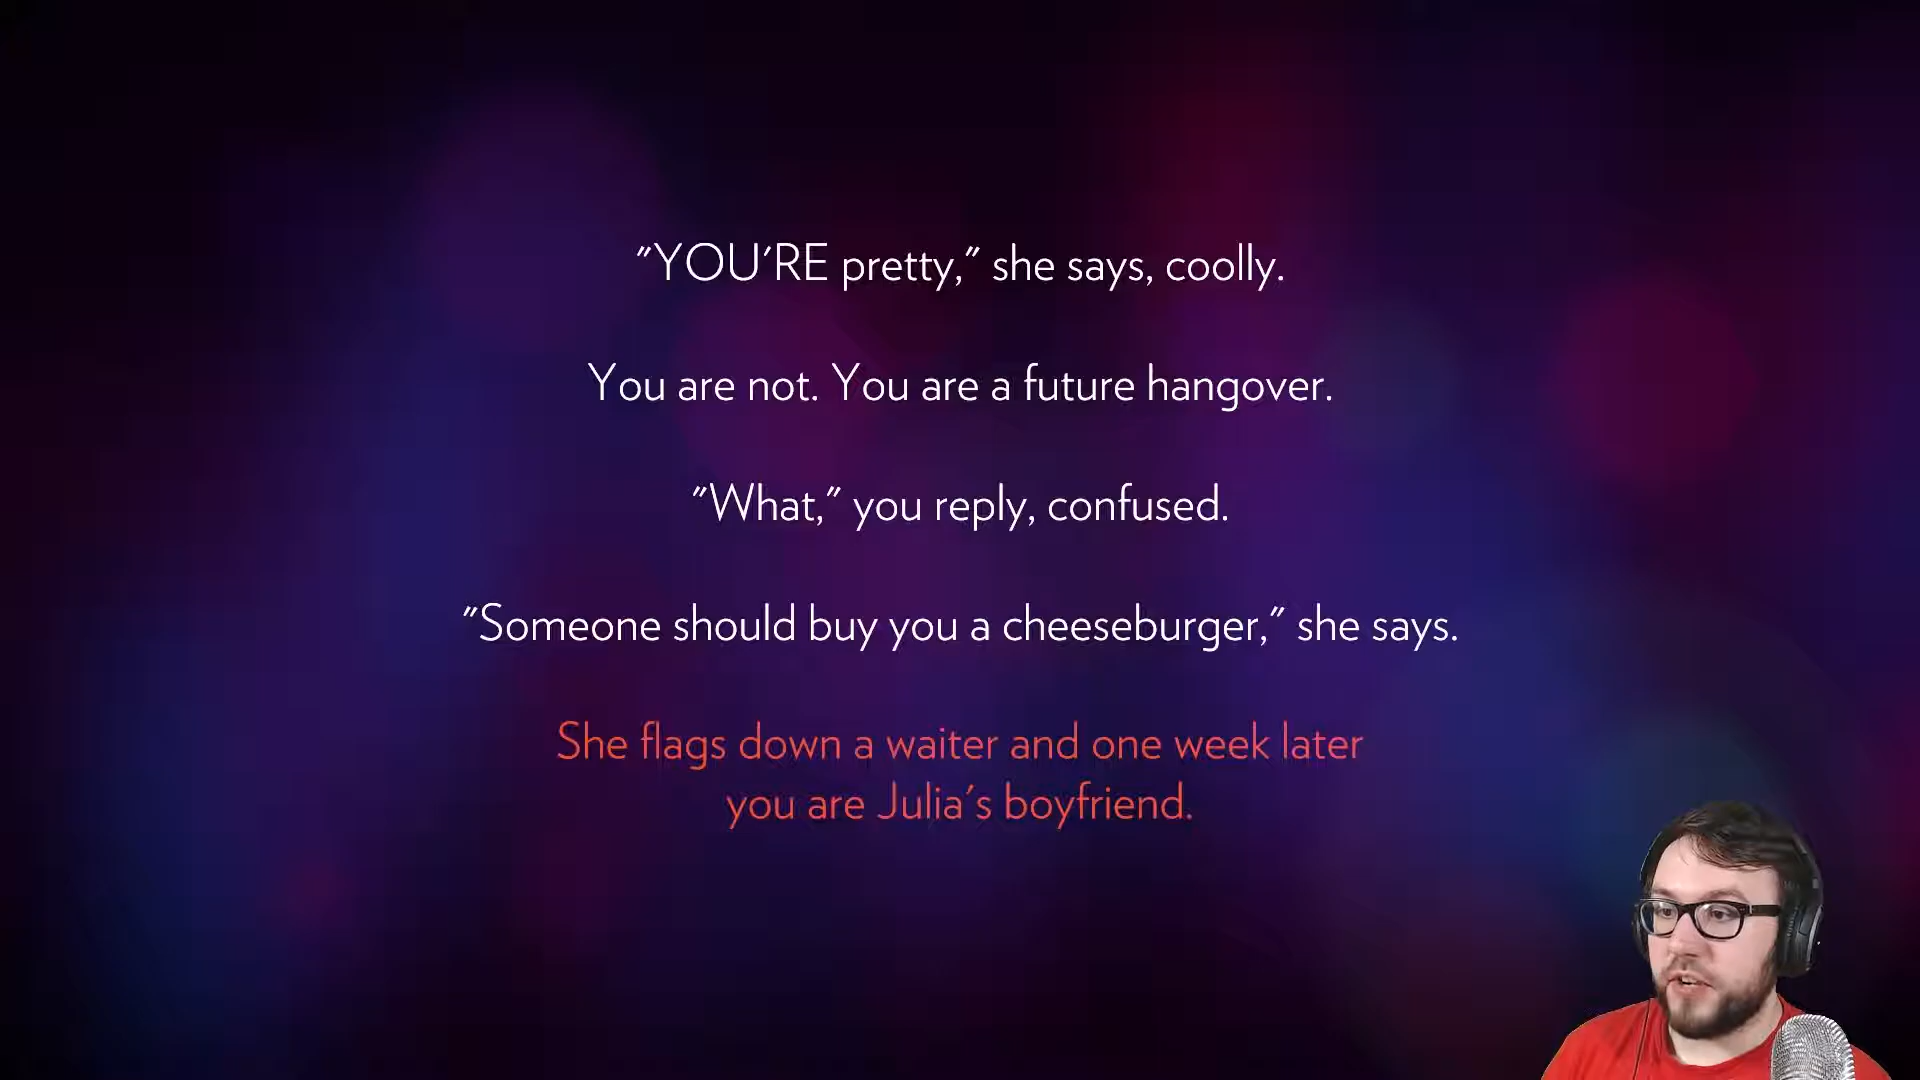 "YOU'RE pretty," she says, coolly.
You are not. You are a future hangover.
"What," you reply, confused.
"Someone should buy you a cheeseburger," she says.
She flags down a waiter and one week later
you are Julia's boyfriend.